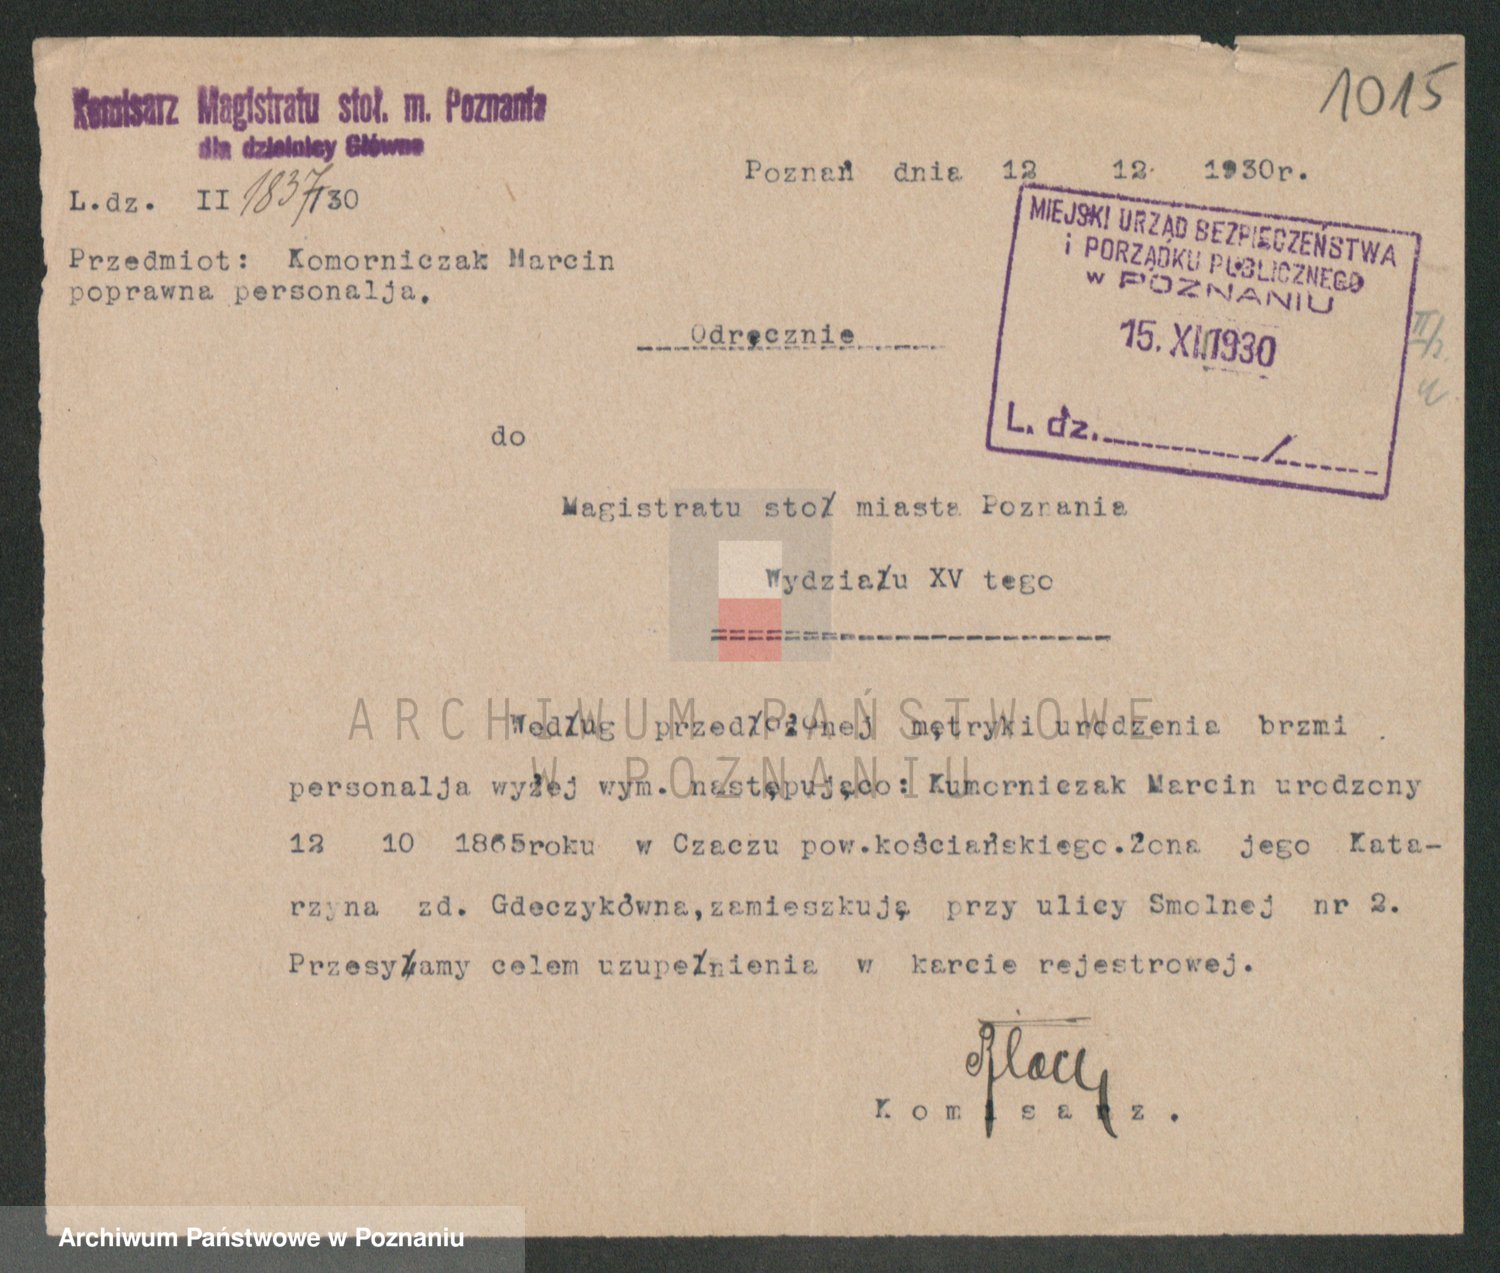 Komisarz Magistratu stoł. m. Poznania
dla dzielnicy Główne
1015
Poznań dnia 12 12 1930r.
L.dz. II 1837/30
Przedmiot: Komorniczak Marcin
poprawna personalja.
MIEJSKI URZĄD BEZPIECZEŃSTWA
i PORZĄDKU PUBLICZNEGO
w POZNANIU
15. XII 1930
L. dz. /
Odręcznie
do
Magistratu stoł miasta Poznania
Wydziału XV tego
ARCHIWUM PAŃSTWOWE
W POZNANIU
Według przedłożonej mętryki urodzenia brzmi
personalja wyżej wym. następująco: Kumorniczak Marcin urodzony
12 10 1865roku w Czaczu pow.kościańskiego.Żona jego Kata-
rzyna zd. Gdeczykówna,zamieszkują przy ulicy Smolnej nr 2.
Przesyłamy celem uzupełnienia w karcie rejestrowej.
Komisarz.
Archiwum Państwowe w Poznaniu